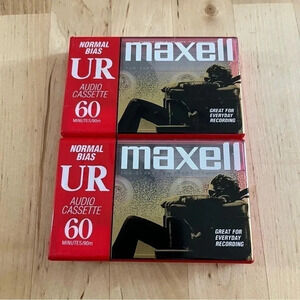 NORMAL
BIAS
UR
AUDIO
CASSETTE
60
MINUTES/90m
maxell
GREAT FOR
EVERYDAY
RECORDING
NORMAL
BIAS
UR
AUDIO
CASSETTE
60
MINUTES/90m
maxell
GREAT FOR
EVERYDAY
RECORDING